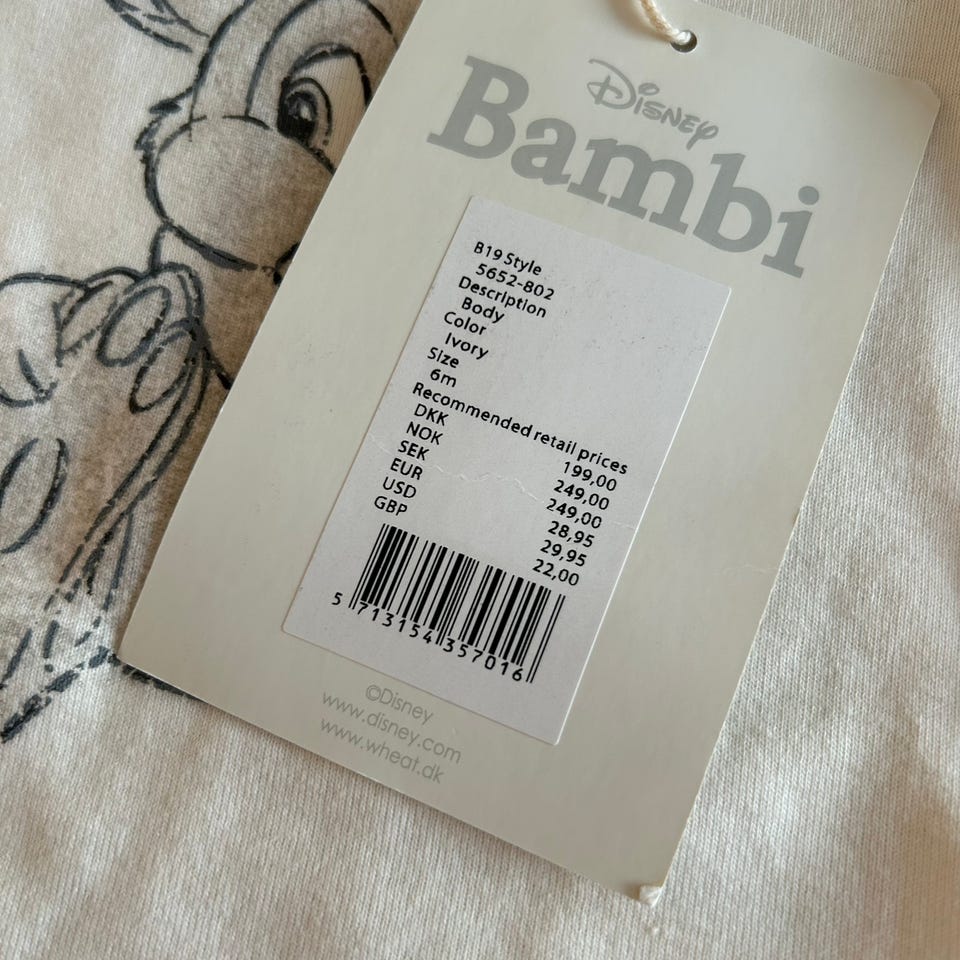 Disney
Bambi
B19 Style
5652-802
Description
Body
Color
Ivory
Size
6m
Recommended retail prices
DKK 199,00
NOK 249,00
SEK 249,00
EUR 28,95
USD 29,95
GBP 22,00
5 713154 357016
©Disney
www.disney.com
www.wheat.dk